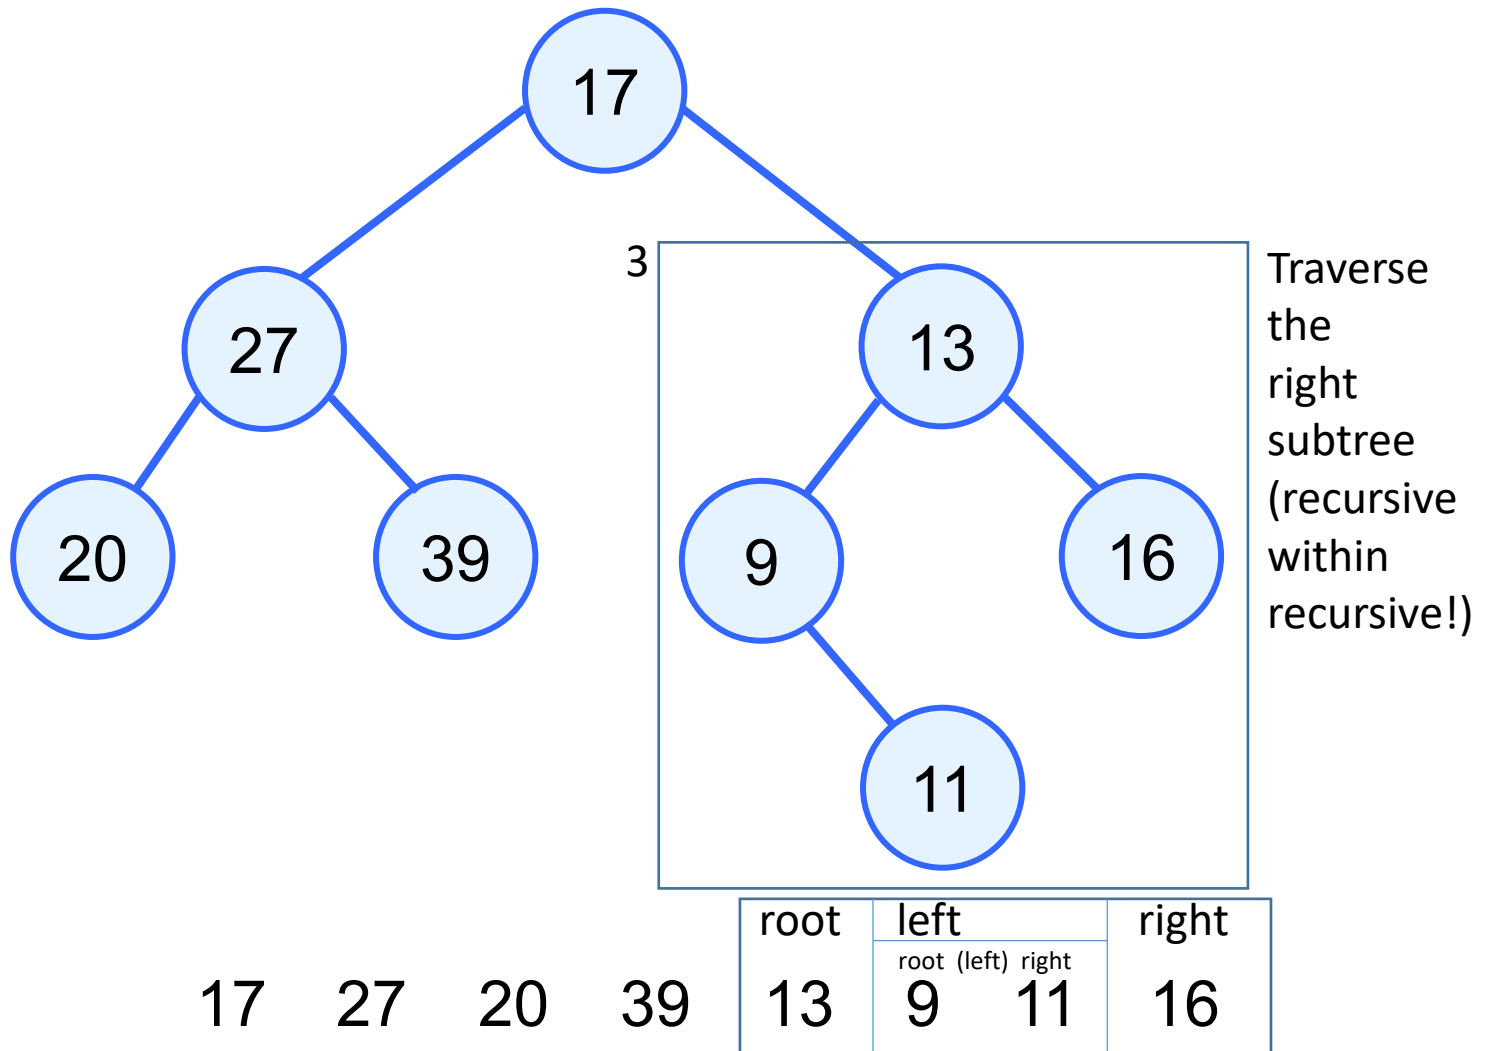 17
3
27
13
Traverse
the
right
subtree
(recursive
within
recursive!)
20
39
9
16
11
root left right
root (left) right
17 27 20 39 13 9 11 16